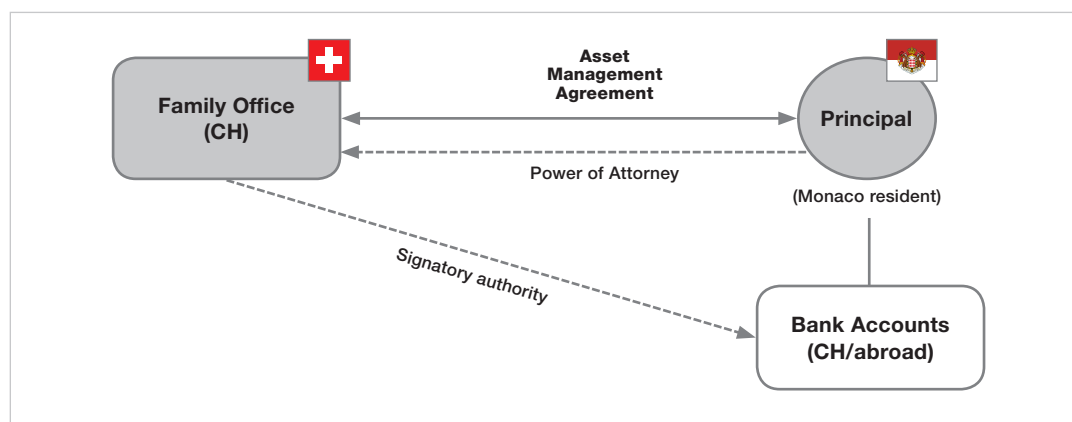 Asset
Management
Agreement
Family Office
(CH)
Principal
Power of Attorney
(Monaco resident)
Signatory authority
Bank Accounts
(CH/abroad)